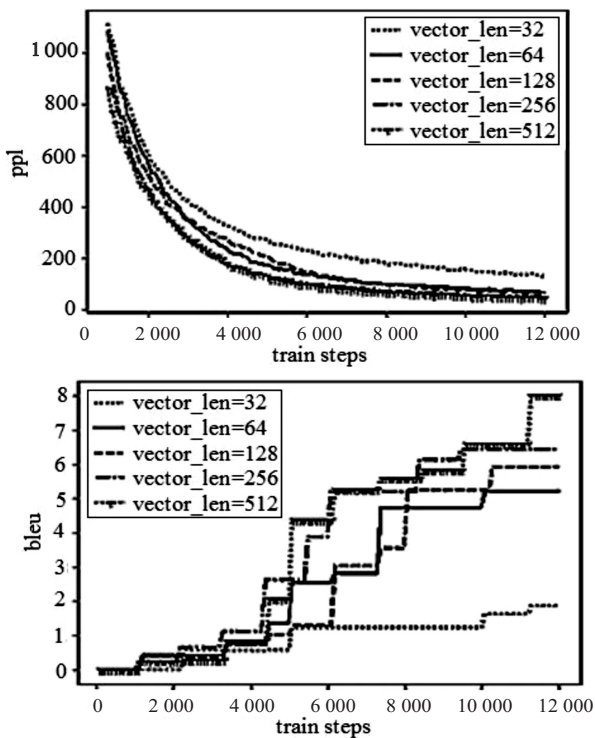 1 000
800
600
400
200
0
ppl
vector_len=32
vector_len=64
vector_len=128
vector_len=256
vector_len=512
0 2 000 4 000 6 000 8 000 10 000 12 000
train steps
8
7
6
5
4
3
2
1
0
bleu
vector_len=32
vector_len=64
vector_len=128
vector_len=256
vector_len=512
0 2 000 4 000 6 000 8 000 10 000 12 000
train steps